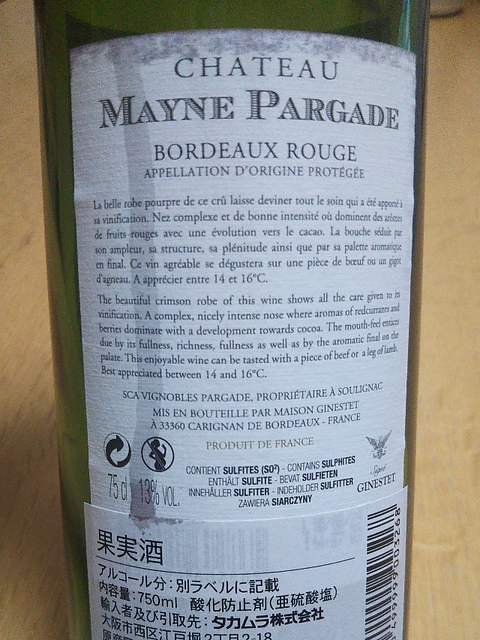 CHATEAU
MAYNE PARGADE
BORDEAUX ROUGE
APPELLATION D'ORIGINE PROTÉGÉE
La belle robe pourpre de ce crû laisse deviner tout le soin qui a été apporté à
sa vinification. Nez complexe et de bonne intensité où dominent des arômes
de fruits rouges avec une évolution vers le cacao. La bouche séduit par
son ampleur, sa structure, sa plénitude ainsi que par sa palette aromatique
en final. Ce vin agréable se dégustera sur une pièce de bœuf ou un gigot
d'agneau. A apprécier entre 14 et 16°C.
The beautiful crimson robe of this wine shows all the care given to its
vinification. A complex, nicely intense nose where aromas of redcurrants and
berries dominate with a development towards cocoa. The mouth-feel entices
due by its fullness, richness, fullness as well as by the aromatic final on the
palate. This enjoyable wine can be tasted with a piece of beef or a leg of lamb.
Best appreciated between 14 and 16°C.
SCA VIGNOBLES PARGADE, PROPRIÉTAIRE À SOULIGNAC
MIS EN BOUTEILLE PAR MAISON GINESTET
À 33360 CARIGNAN DE BORDEAUX - FRANCE
PRODUIT DE FRANCE
CONTIENT SULFITES (SO²) - CONTAINS SULPHITES
ENTHÄLT SULFITE - BEVAT SULFIETEN
INNEHÅLLER SULFITER - INDEHOLDER SULFITTER
ZAWIERA SIARCZYNY
75 cl 13% VOL.
Signé
GINESTET
果実酒
アルコール分：別ラベルに記載
内容量：750ml 酸化防止剤（亜硫酸塩）
輸入者及び引取先：タカムラ株式会社
大阪市西区江戸堀2丁目2-18
4999999003268